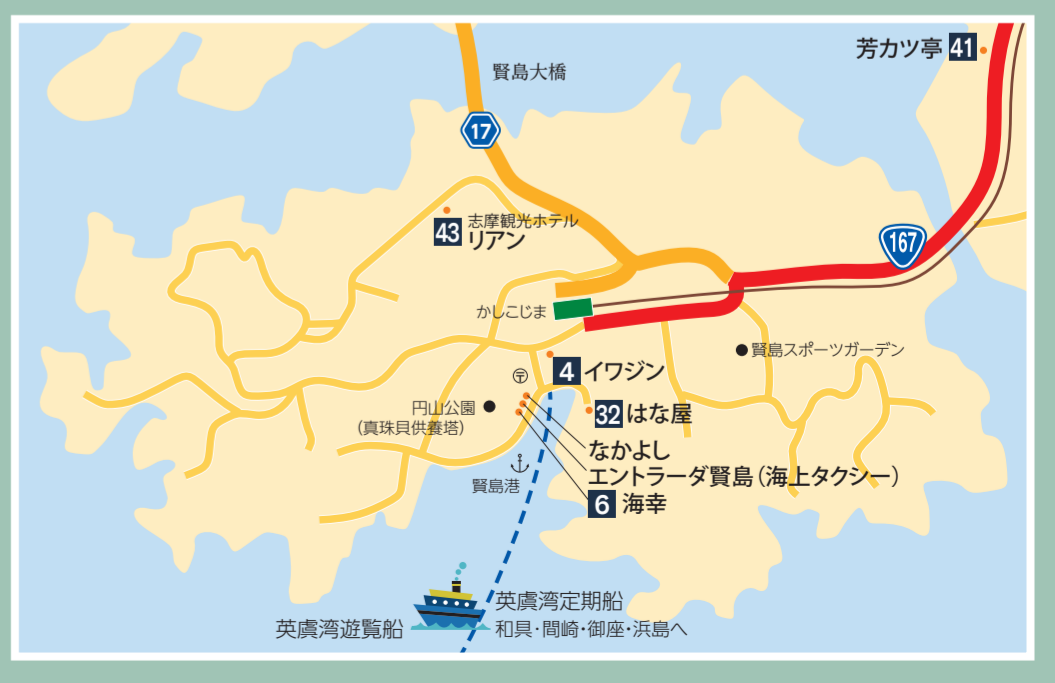 芳カツ亭 41
賢島大橋
17
43 志摩観光ホテル
リアン
167
かしこじま
賢島スポーツガーデン
〒
4 イワジン
円山公園
（真珠貝供養塔）
32 はな屋
なかよし
エントラーダ賢島（海上タクシー）
賢島港
6 海幸
英虞湾定期船
英虞湾遊覧船
和具・間崎・御座・浜島へ